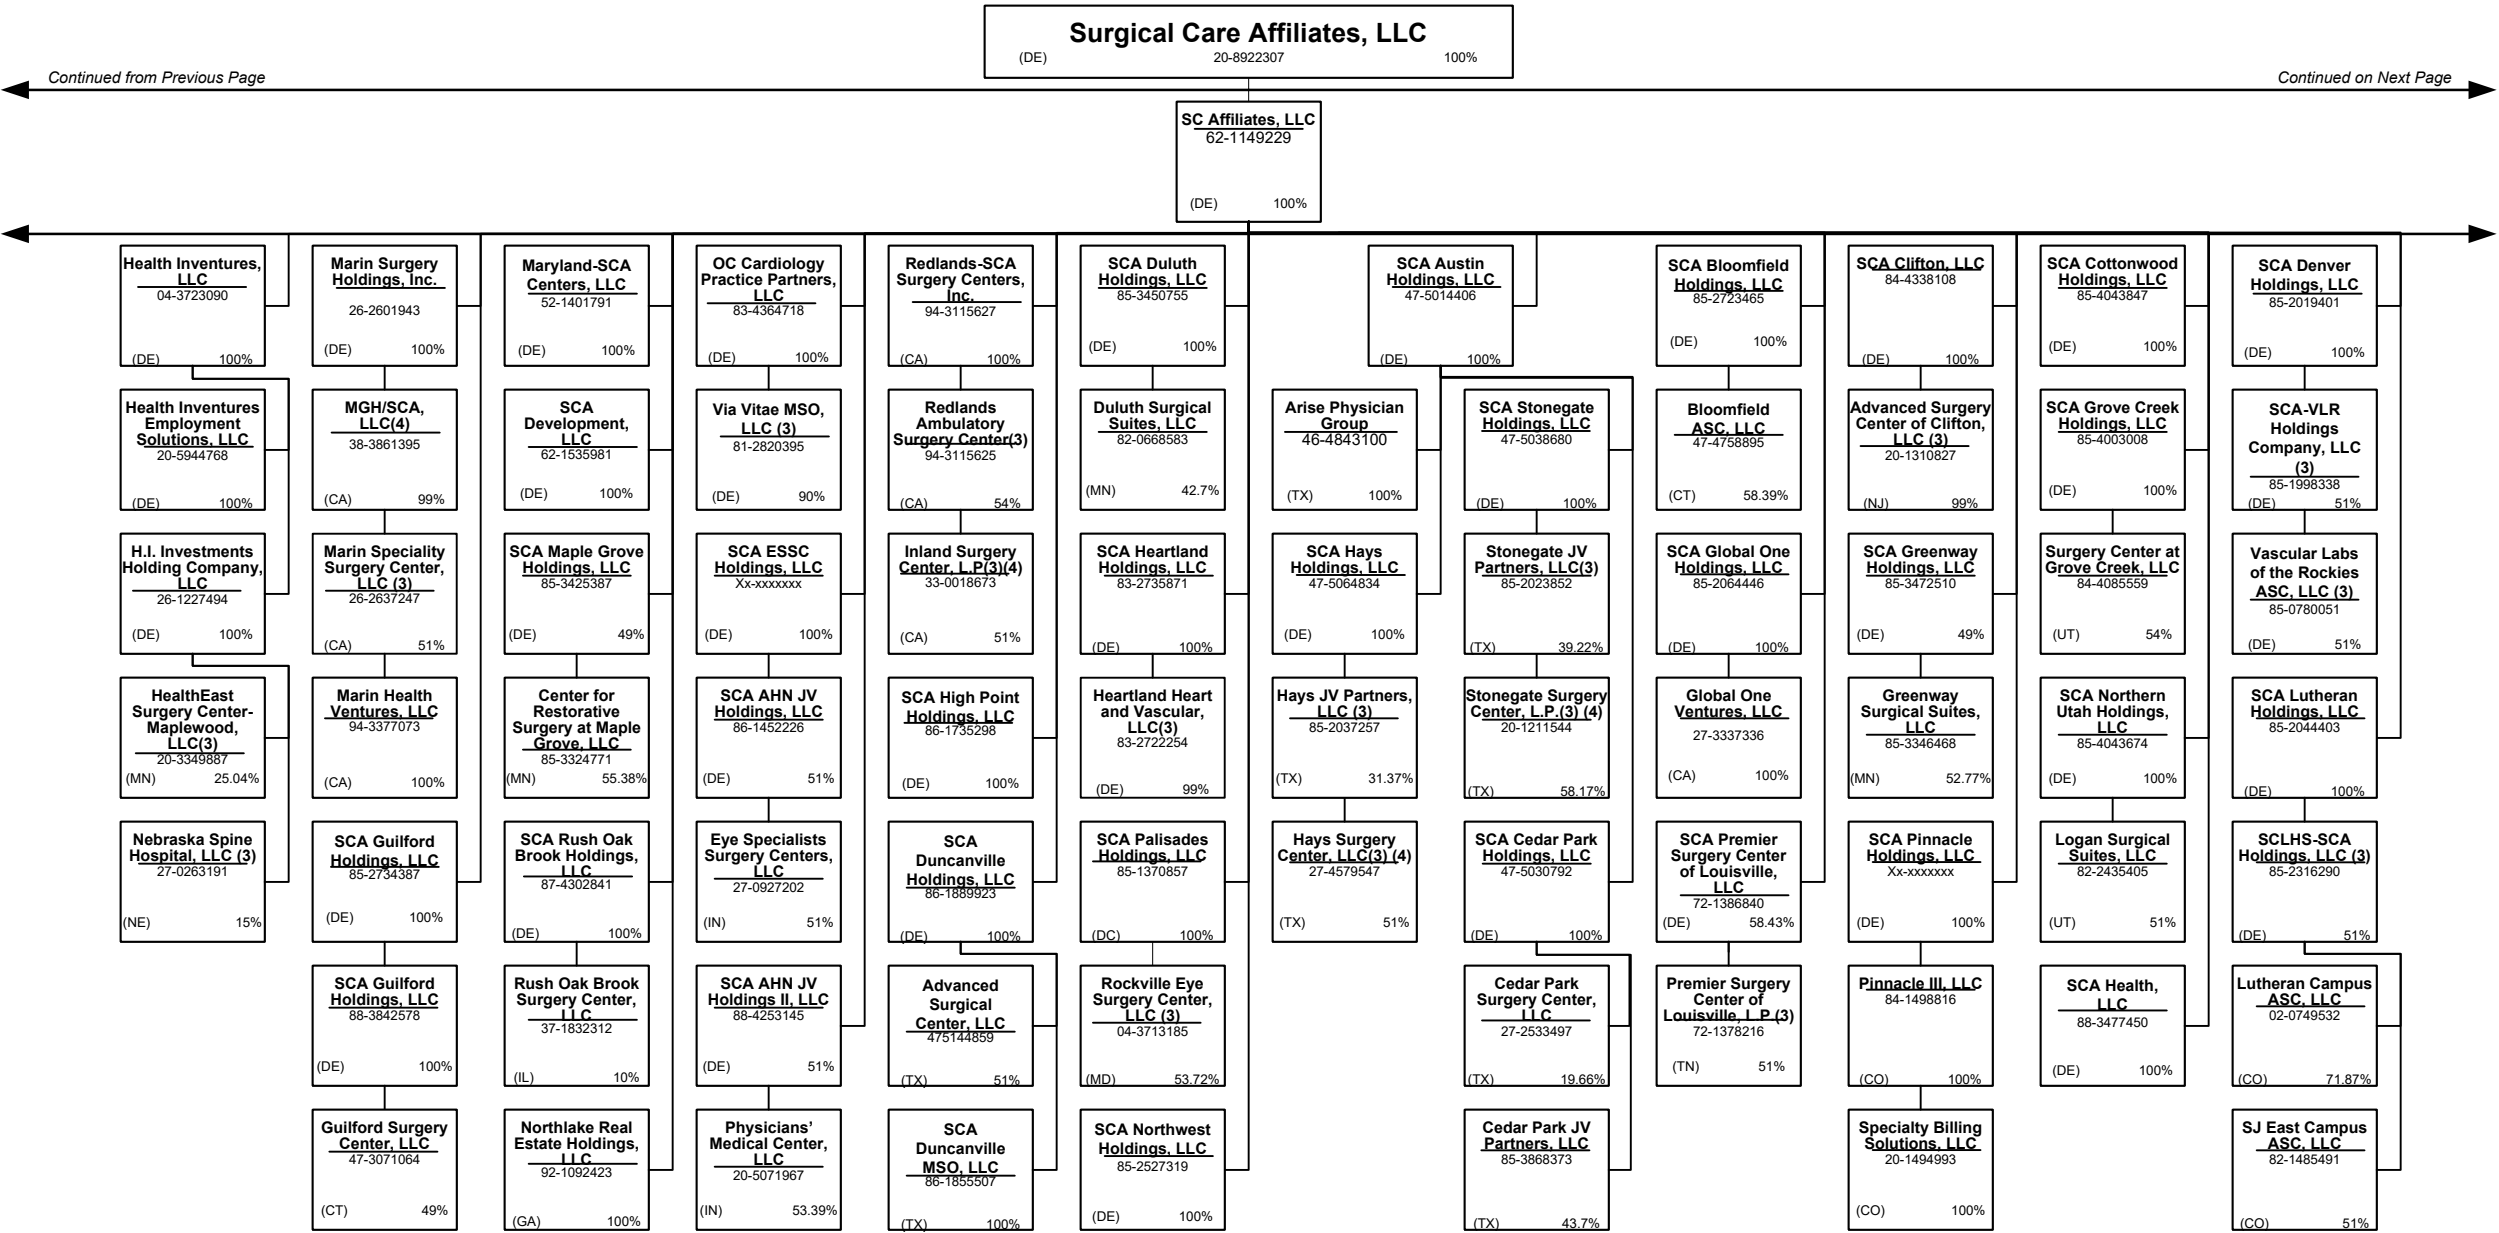 Surgical Care Affiliates, LLC
(DE) 20-8922307 100%
Continued from Previous Page
Continued on Next Page
SC Affiliates, LLC
62-1149229
(DE) 100%
Health Inventures,
LLC
04-3723090
(DE) 100%
Health Inventures
Employment
Solutions, LLC
20-5944768
(DE) 100%
H.I. Investments
Holding Company,
LLC
26-1227494
(DE) 100%
HealthEast
Surgery Center-
Maplewood,
LLC(3)
20-3349887
(MN) 25.04%
Nebraska Spine
Hospital, LLC (3)
27-0263191
(NE) 15%
Marin Surgery
Holdings, Inc.
26-2601943
(DE) 100%
MGH/SCA,
LLC(4)
38-3861395
(CA) 99%
Marin Speciality
Surgery Center,
LLC (3)
26-2637247
(CA) 51%
Marin Health
Ventures, LLC
94-3377073
(CA) 100%
SCA Guilford
Holdings, LLC
85-2734387
(DE) 100%
SCA Guilford
Holdings, LLC
88-3842578
(DE) 100%
Guilford Surgery
Center, LLC
47-3071064
(CT) 49%
Maryland-SCA
Centers, LLC
52-1401791
(DE) 100%
SCA
Development,
LLC
62-1535981
(DE) 100%
SCA Maple Grove
Holdings, LLC
85-3425387
(DE) 49%
Center for
Restorative
Surgery at Maple
Grove, LLC
85-3324771
(MN) 55.38%
SCA Rush Oak
Brook Holdings,
LLC
87-4302841
(DE) 100%
Rush Oak Brook
Surgery Center,
LLC
37-1832312
(IL) 10%
Northlake Real
Estate Holdings,
LLC
92-1092423
(GA) 100%
OC Cardiology
Practice Partners,
LLC
83-4364718
(DE) 100%
Via Vitae MSO,
LLC (3)
81-2820395
(DE) 90%
SCA ESSC
Holdings, LLC
Xx-xxxxxxx
(DE) 100%
SCA AHN JV
Holdings, LLC
86-1452226
(DE) 51%
Eye Specialists
Surgery Centers,
LLC
27-0927202
(IN) 51%
SCA AHN JV
Holdings II, LLC
88-4253145
(DE) 51%
Physicians’
Medical Center,
LLC
20-5071967
(IN) 53.39%
Redlands-SCA
Surgery Centers,
Inc.
94-3115627
(CA) 100%
Redlands
Ambulatory
Surgery Center(3)
94-3115625
(CA) 54%
Inland Surgery
Center, L.P(3)(4)
33-0018673
(CA) 51%
SCA High Point
Holdings, LLC
86-1735298
(DE) 100%
SCA
Duncanville
Holdings, LLC
86-1889923
(DE) 100%
Advanced
Surgical
Center, LLC
475144859
(TX) 51%
SCA
Duncanville
MSO, LLC
86-1855507
(TX) 100%
SCA Duluth
Holdings, LLC
85-3450755
(DE) 100%
Duluth Surgical
Suites, LLC
82-0668583
(MN) 42.7%
SCA Heartland
Holdings, LLC
83-2735871
(DE) 100%
Heartland Heart
and Vascular,
LLC(3)
83-2722254
(DE) 99%
SCA Palisades
Holdings, LLC
85-1370857
(DC) 100%
Rockville Eye
Surgery Center,
LLC (3)
04-3713185
(MD) 53.72%
SCA Northwest
Holdings, LLC
85-2527319
(DE) 100%
SCA Austin
Holdings, LLC
47-5014406
(DE) 100%
Arise Physician
Group
46-4843100
(TX) 100%
SCA Hays
Holdings, LLC
47-5064834
(DE) 100%
Hays JV Partners,
LLC (3)
85-2037257
(TX) 31.37%
Hays Surgery
Center, LLC(3) (4)
27-4579547
(TX) 51%
SCA Stonegate
Holdings, LLC
47-5038680
(DE) 100%
Stonegate JV
Partners, LLC(3)
85-2023852
(TX) 39.22%
Stonegate Surgery
Center, L.P.(3) (4)
20-1211544
(TX) 58.17%
SCA Cedar Park
Holdings, LLC
47-5030792
(DE) 100%
Cedar Park
Surgery Center,
LLC
27-2533497
(TX) 19.66%
Cedar Park JV
Partners, LLC
85-3868373
(TX) 43.7%
SCA Bloomfield
Holdings, LLC
85-2723465
(DE) 100%
Bloomfield
ASC, LLC
47-4758895
(CT) 58.39%
SCA Global One
Holdings, LLC
85-2064446
(DE) 100%
Global One
Ventures, LLC
27-3337336
(CA) 100%
SCA Premier
Surgery Center
of Louisville,
LLC
72-1386840
(DE) 58.43%
Premier Surgery
Center of
Louisville, L.P.(3)
72-1378216
(TN) 51%
SCA Clifton, LLC
84-4338108
(DE) 100%
Advanced Surgery
Center of Clifton,
LLC (3)
20-1310827
(NJ) 99%
SCA Greenway
Holdings, LLC
85-3472510
(DE) 49%
Greenway
Surgical Suites,
LLC
85-3346468
(MN) 52.77%
SCA Pinnacle
Holdings, LLC
Xx-xxxxxxx
(DE) 100%
Pinnacle III, LLC
84-1498816
(CO) 100%
Specialty Billing
Solutions, LLC
20-1494993
(CO) 100%
SCA Cottonwood
Holdings, LLC
85-4043847
(DE) 100%
SCA Grove Creek
Holdings, LLC
85-4003008
(DE) 100%
Surgery Center at
Grove Creek, LLC
84-4085559
(UT) 54%
SCA Northern
Utah Holdings,
LLC
85-4043674
(DE) 100%
Logan Surgical
Suites, LLC
82-2435405
(UT) 51%
SCA Health,
LLC
88-3477450
(DE) 100%
SCA Denver
Holdings, LLC
85-2019401
(DE) 100%
SCA-VLR
Holdings
Company, LLC
(3)
85-1998338
(DE) 51%
Vascular Labs
of the Rockies
ASC, LLC (3)
85-0780051
(DE) 51%
SCA Lutheran
Holdings, LLC
85-2044403
(DE) 100%
SCLHS-SCA
Holdings, LLC (3)
85-2316290
(DE) 51%
Lutheran Campus
ASC, LLC
02-0749532
(CO) 71.87%
SJ East Campus
ASC, LLC
82-1485491
(CO) 51%